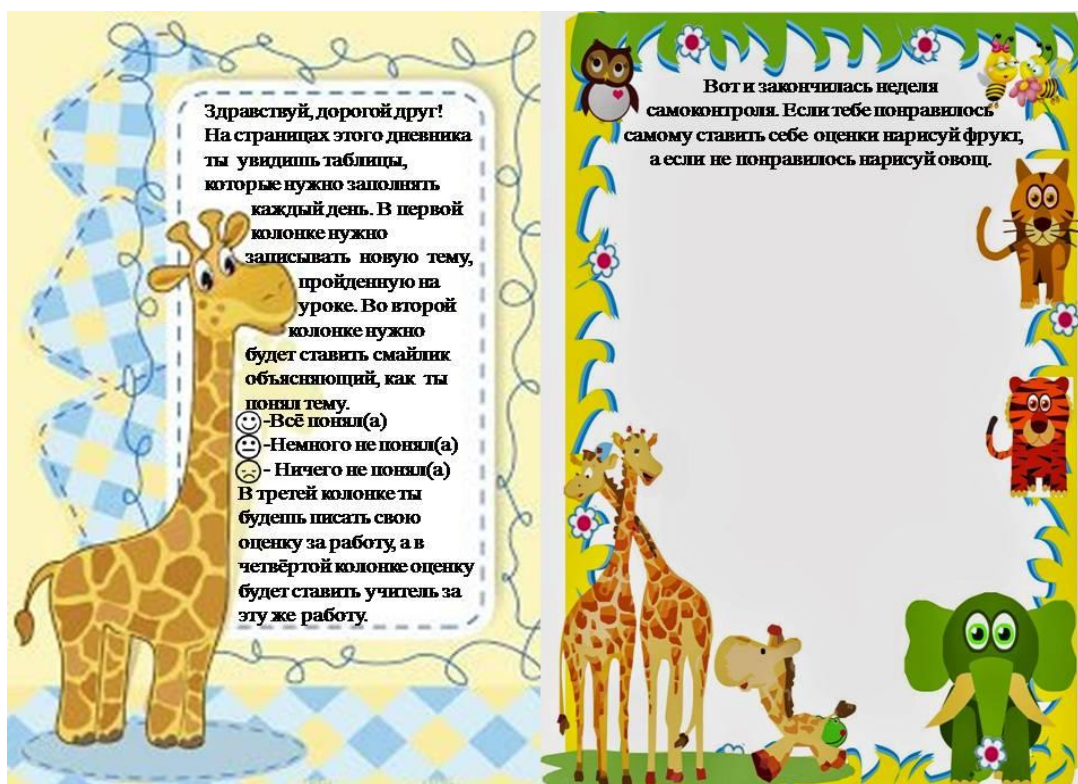 Здравствуй, дорогой друг!
На страницах этого дневника
ты увидишь таблицы,
которые нужно заполнять
каждый день. В первой
колонке нужно
записывать новую тему,
пройденную на
уроке. Во второй
колонке нужно
будет ставить смайлик
объясняющий, как ты
понял тему.
-Всё понял(а)
-Немного не понял(а)
- Ничего не понял(а)
В третей колонке ты
будешь писать свою
оценку за работу, а в
четвёртой колонке оценку
будет ставить учитель за
эту же работу.
Вот и закончилась неделя
самоконтроля. Если тебе понравилось
самому ставить себе оценки нарисуй фрукт,
а если не понравилось нарисуй овощ.